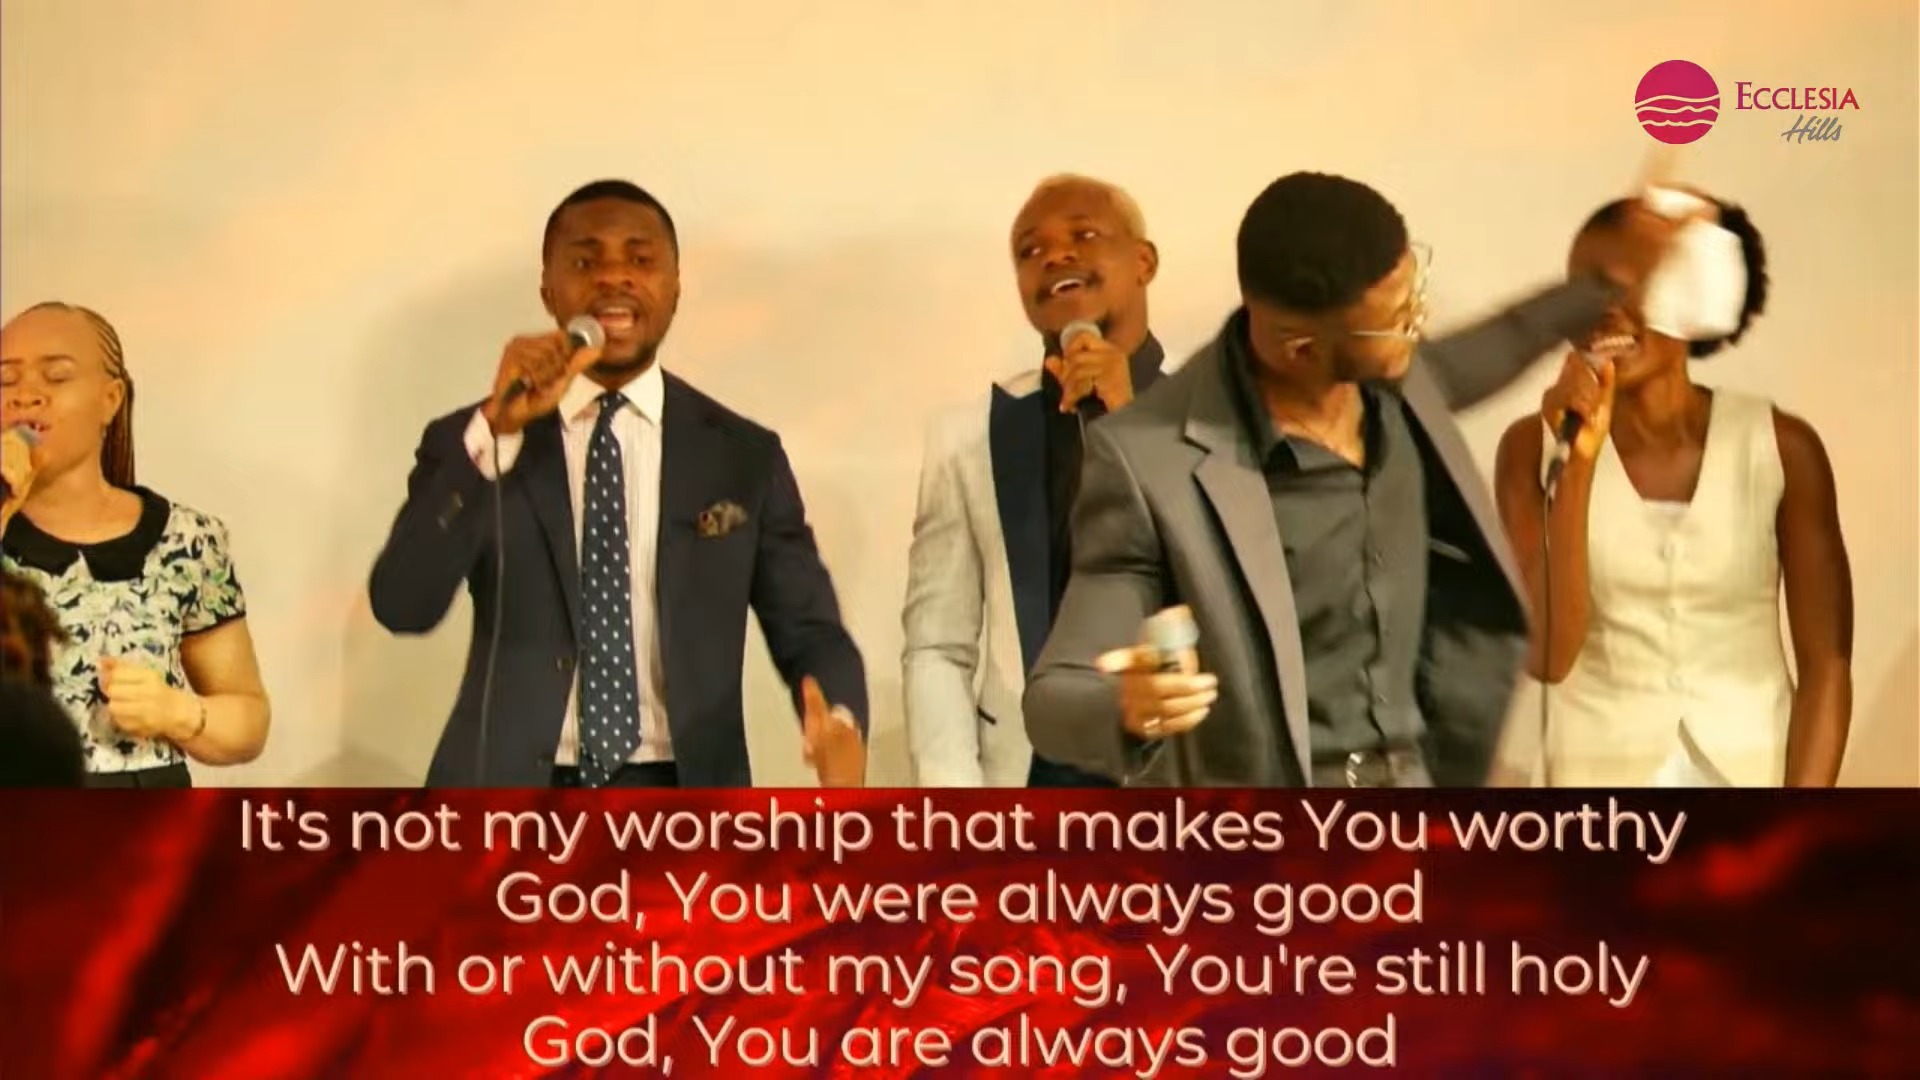 ECCLESIA
Hills
It's not my worship that makes You worthy
God, You were always good
With or without my song, You're still holy
God, You are always good